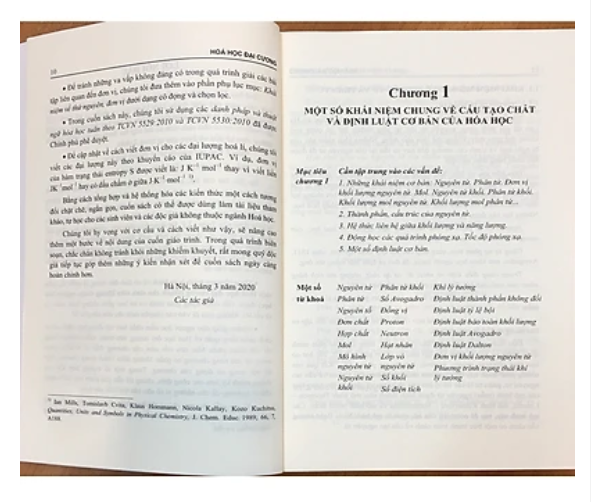 10
HOÁ HỌC ĐẠI CƯƠNG
• Để tránh những va vấp không đáng có trong quá trình giải các bài
tập liên quan đến đơn vị, chúng tôi đưa thêm vào phần phụ lục mục: Khái
niệm về thứ nguyên, đơn vị dưới dạng cô đọng và chọn lọc.
• Trong cuốn sách này, chúng tôi sử dụng các danh pháp và thuật
ngữ hóa học tuân theo TCVN 5529:2010 và TCVN 5530:2010 đã được
Chính phủ phê duyệt.
• Để cập nhật về cách viết đơn vị cho các đại lượng hoá lí, chúng tôi
viết các đại lượng này theo khuyến cáo của IUPAC. Ví dụ, đơn vị
của hàm trạng thái entropy S được viết là: J K⁻¹ mol⁻¹ thay vì viết liền
JK⁻¹mol⁻¹ hay có dấu chấm ở giữa J.K⁻¹.mol⁻¹
Bằng cách tổng hợp và hệ thống hóa các kiến thức một cách tương
đối chặt chẽ, ngắn gọn, cuốn sách có thể được dùng làm tài liệu tham
khảo, tự học cho các sinh viên và các độc giả không thuộc ngành Hoá học.
Chúng tôi hy vọng với cơ cấu và cách viết như vậy, sẽ nâng cao
thêm một bước về nội dung của cuốn giáo trình. Trong quá trình biên
soạn, chắc chắn không tránh khỏi những khiếm khuyết, rất mong quý độc
giả tiếp tục góp thêm những ý kiến nhận xét để cuốn sách ngày càng
hoàn chỉnh hơn.
Hà Nội, tháng 3 năm 2020
Các tác giả
Ian Mills, Tomislav Cvitas, Klaus Homann, Nicola Kallay, Kozo Kuchitsu,
Quantities, Units and Symbols in Physical Chemistry, J. Chem. Educ. 1989, 66, 7,
Chương 1
MỘT SỐ KHÁI NIỆM CHUNG VỀ CẤU TẠO CHẤT
VÀ ĐỊNH LUẬT CƠ BẢN CỦA HÓA HỌC
Mục tiêu Cần tập trung vào các vấn đề:
chương 1 1. Những khái niệm cơ bản: Nguyên tử. Phân tử. Đơn vị
khối lượng nguyên tử. Mol. Nguyên tử khối. Phân tử khối.
Khối lượng mol nguyên tử. Khối lượng mol phân tử...
2. Thành phần, cấu trúc của nguyên tử.
3. Hệ thức liên hệ giữa khối lượng và năng lượng.
4. Động học các quá trình phóng xạ. Tốc độ phóng xạ.
5. Một số định luật cơ bản.
Một số Nguyên tử Phân tử khối Khí lý tưởng
từ khoá Phân tử Số Avogadro Định luật thành phần không đổi
Nguyên tố Đồng vị Định luật tỷ lệ bội
Đơn chất Proton Định luật bảo toàn khối lượng
Hợp chất Neutron Định luật Avogadro
Mol Hạt nhân Định luật Dalton
Mô hình Lớp vỏ Đơn vị khối lượng nguyên tử
nguyên tử nguyên tử Phương trình trạng thái khí
Nguyên tử Số khối lý tưởng
khối Số điện tích